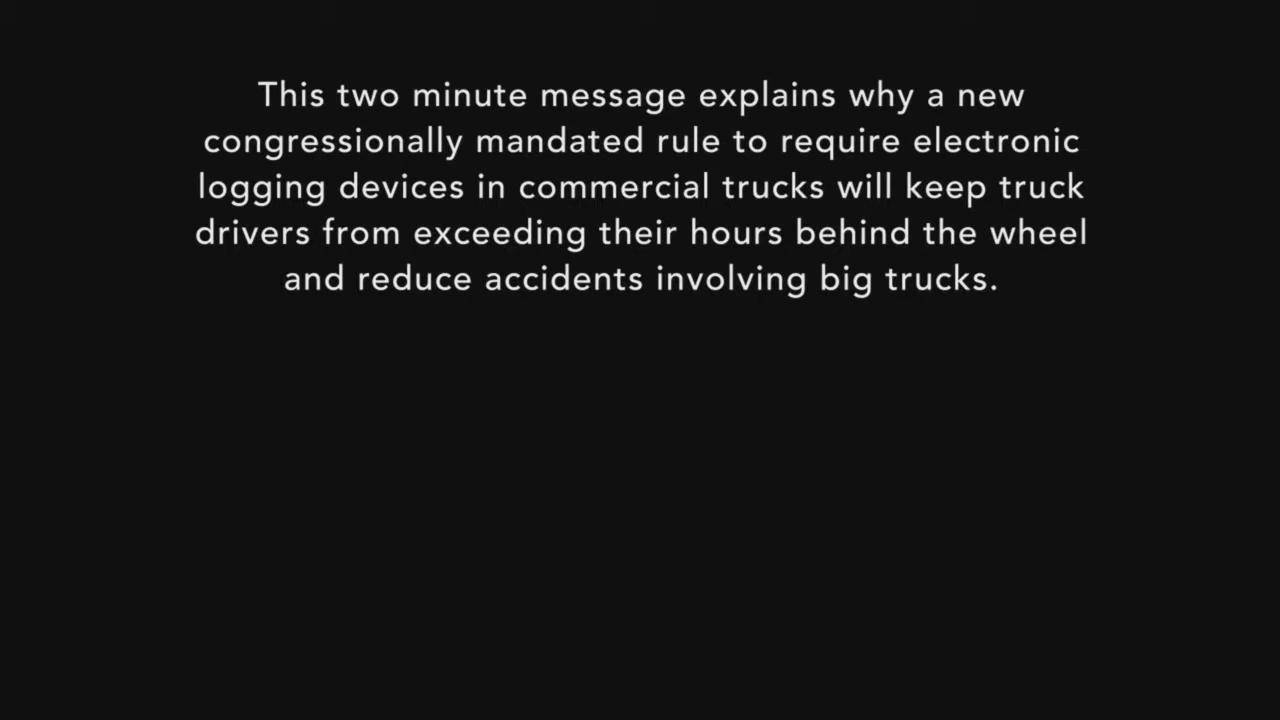 This two minute message explains why a new
congressionally mandated rule to require electronic
logging devices in commercial trucks will keep truck
drivers from exceeding their hours behind the wheel
and reduce accidents involving big trucks.